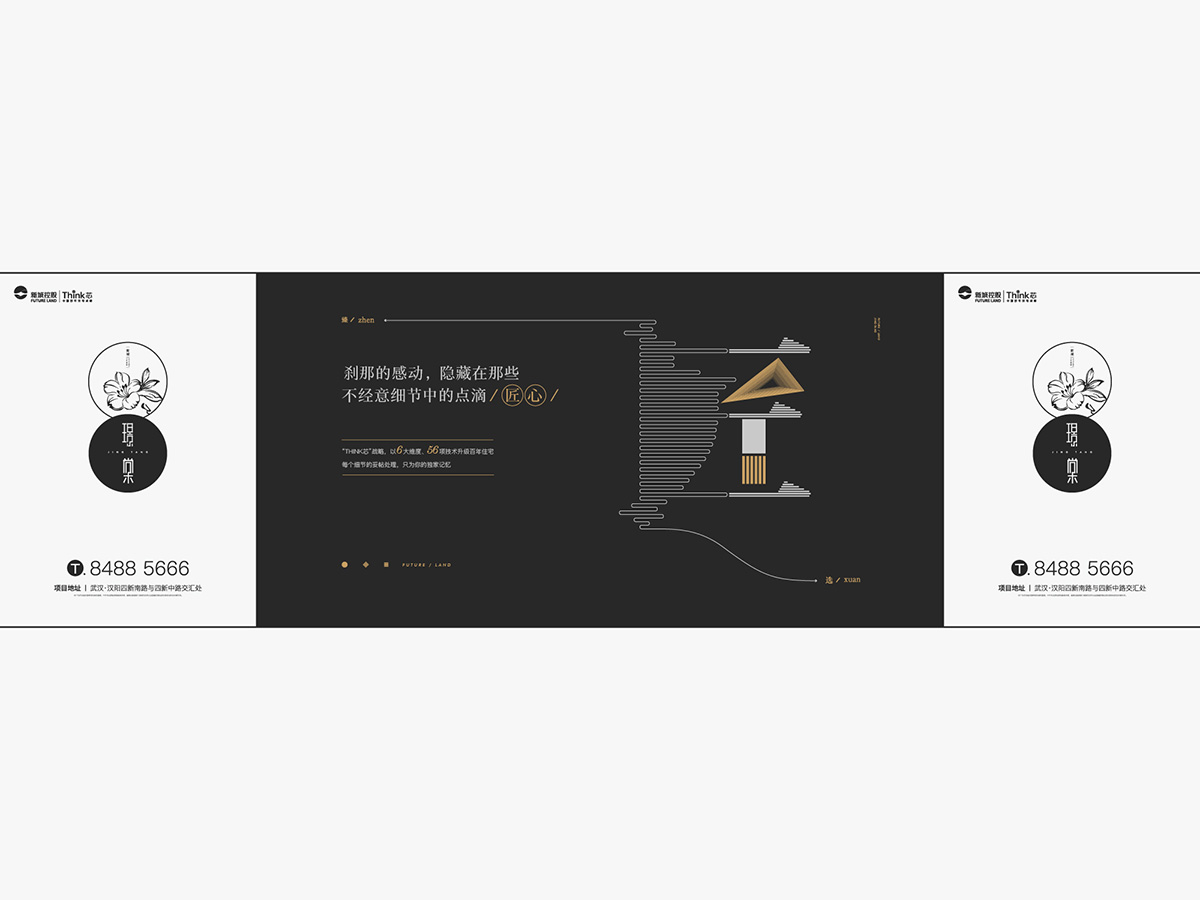 新城控股
FUTURE LAND
Think芯
璟
JING TANG
棠
T. 8488 5666
项目地址 | 武汉·汉阳四新南路与四新中路交汇处
臻 / zhen
刹那的感动，隐藏在那些
不经意细节中的点滴 / 匠心 /
“THINK芯”战略，以6大维度、56项技术升级百年住宅
每个细节的妥帖处理，只为你的独家记忆
FUTURE / LAND
选 / xuan
新城控股
FUTURE LAND
Think芯
璟
JING TANG
棠
T. 8488 5666
项目地址 | 武汉·汉阳四新南路与四新中路交汇处